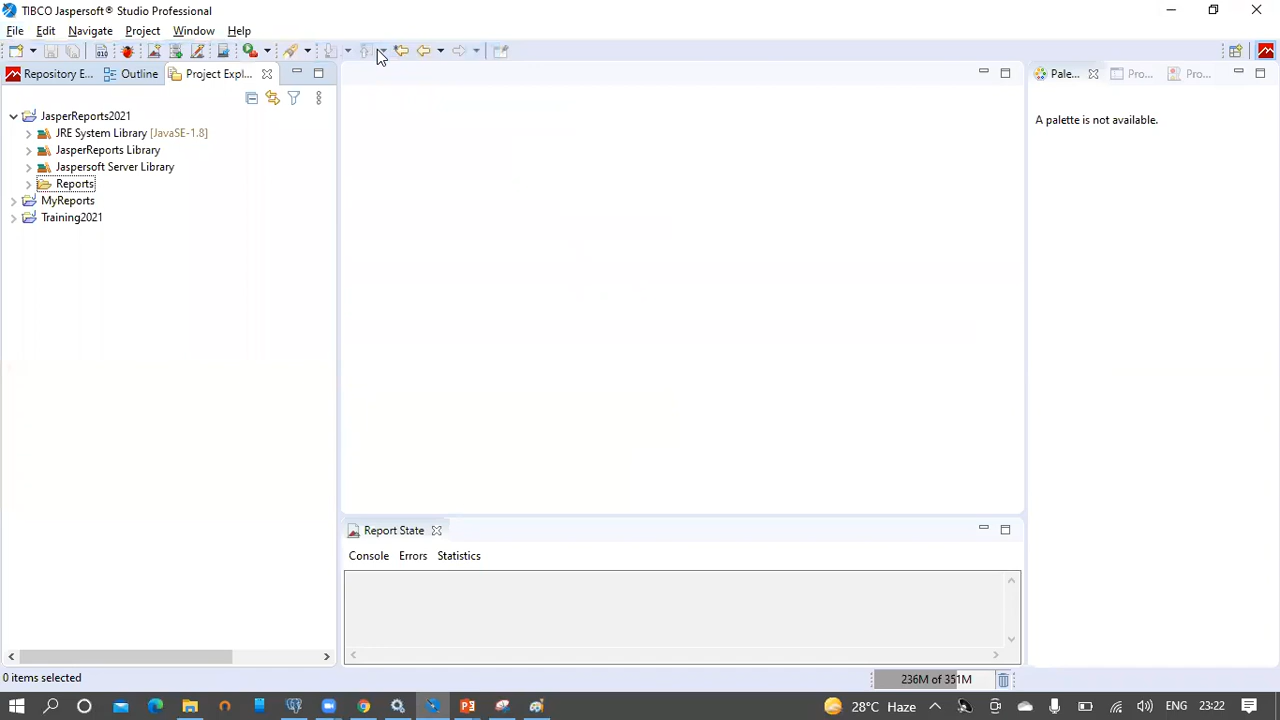 TIBCO Jaspersoft® Studio Professional
File Edit Navigate Project Window Help
Repository E... Outline Project Expl... Pale... Pro... Pro...
A palette is not available.
JasperReports2021
JRE System Library [JavaSE-1.8]
JasperReports Library
Jaspersoft Server Library
Reports
MyReports
Training2021
Report State
Console Errors Statistics
0 items selected
236M of 351M
28°C Haze ENG 23:22